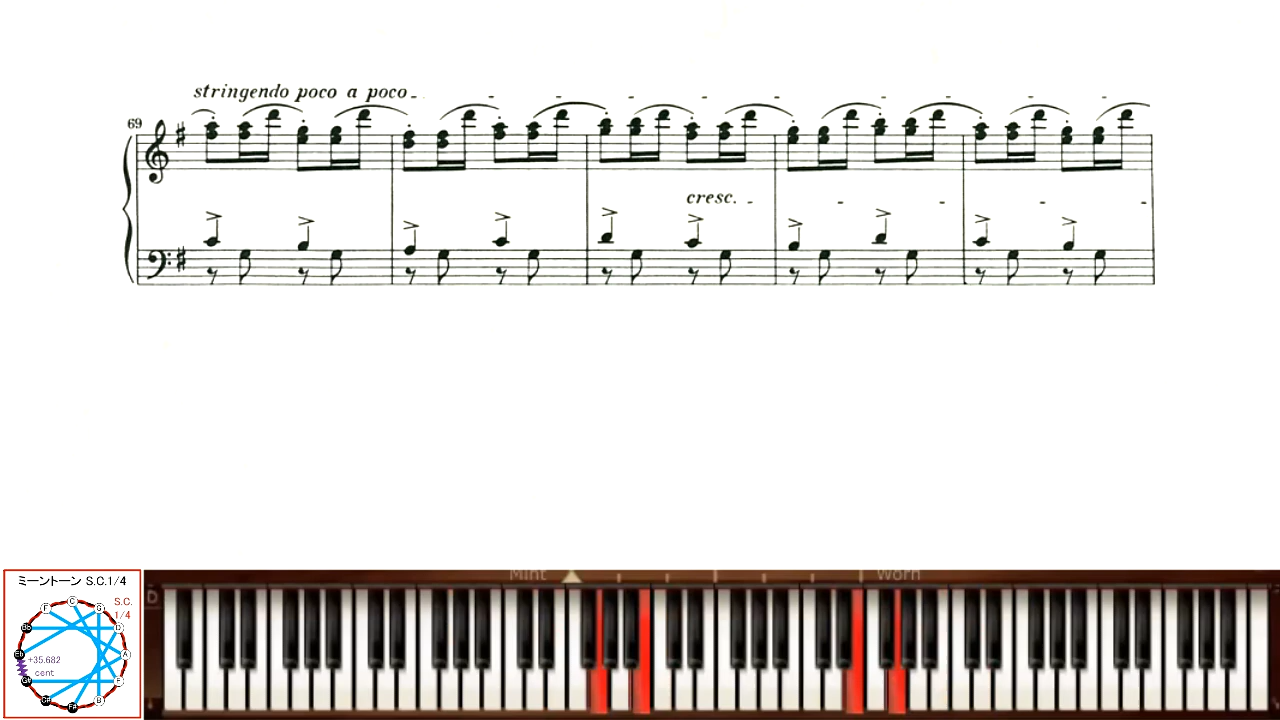 stringendo poco a poco
69
cresc.
ミーントーン S.C.1/4
S.C.
1/4
C
F
G
B♭
D
E♭
A
+35.682
cent
E
B
F#
Mint
Worn
D